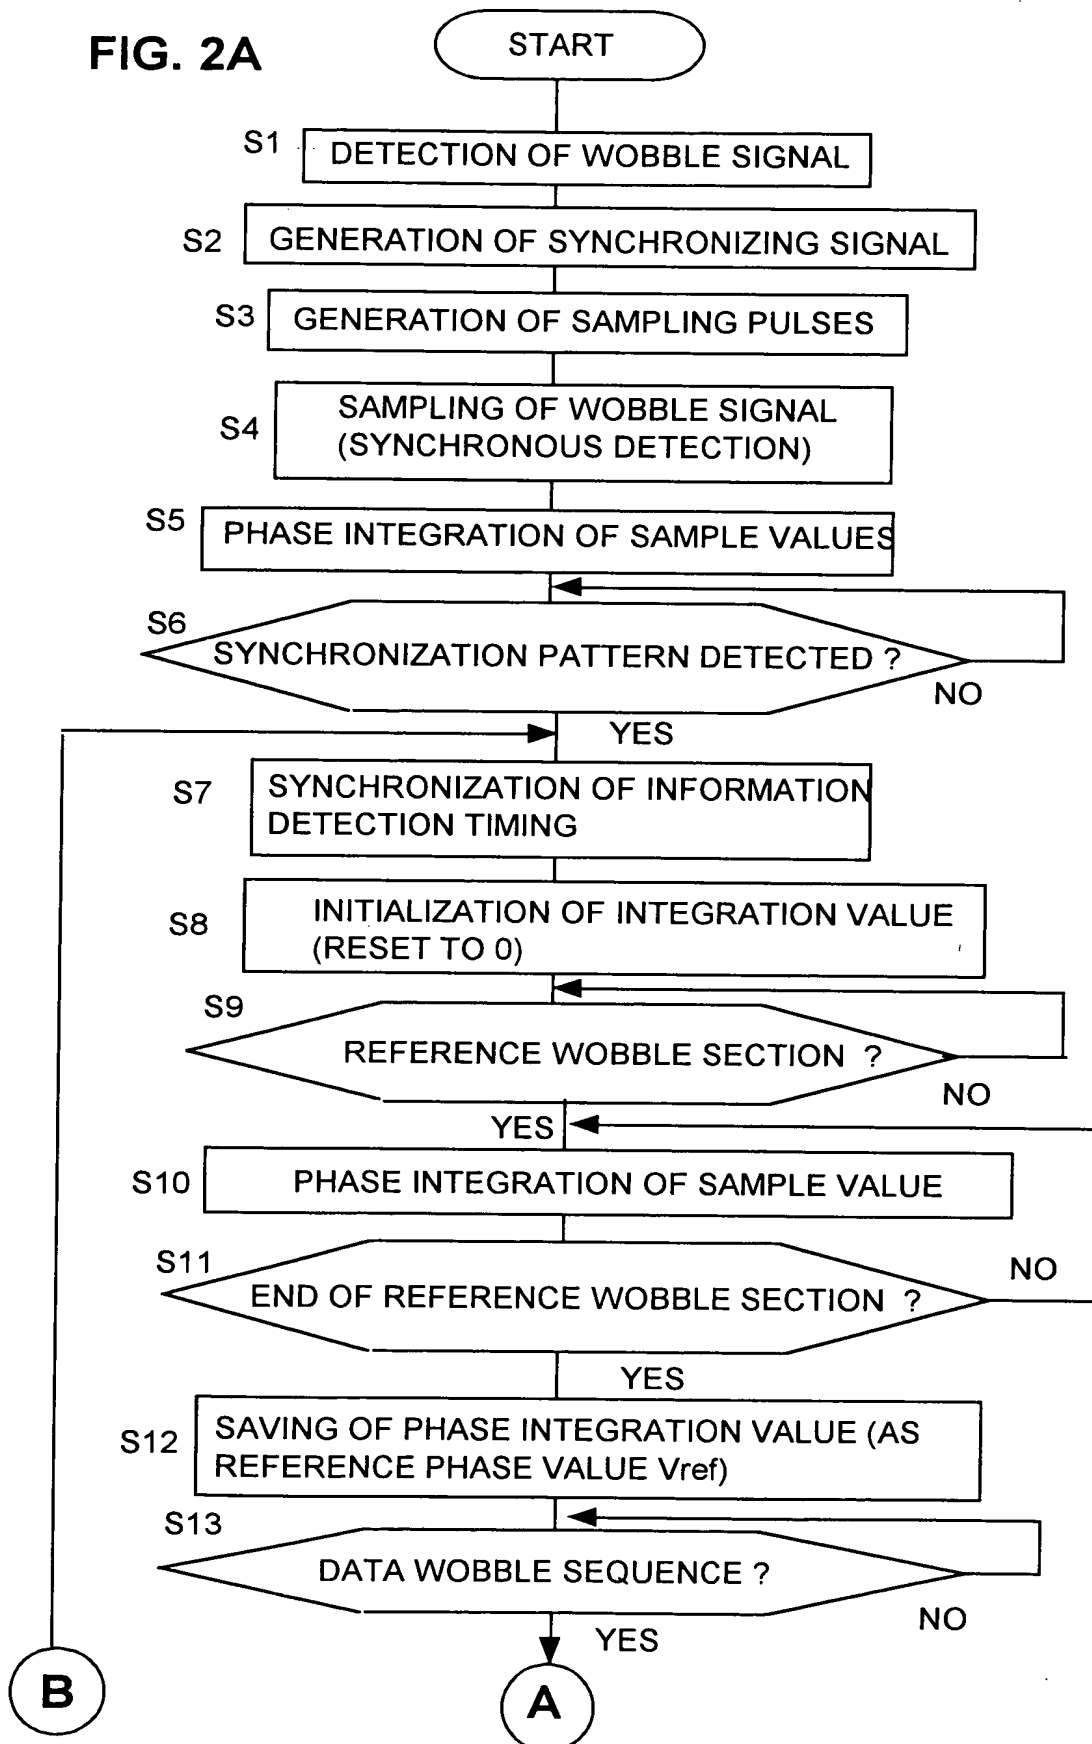 FIG. 2A
START
S1
DETECTION OF WOBBLE SIGNAL
S2
GENERATION OF SYNCHRONIZING SIGNAL
S3
GENERATION OF SAMPLING PULSES
S4
SAMPLING OF WOBBLE SIGNAL
(SYNCHRONOUS DETECTION)
S5
PHASE INTEGRATION OF SAMPLE VALUES
S6
SYNCHRONIZATION PATTERN DETECTED ?
NO
YES
S7
SYNCHRONIZATION OF INFORMATION
DETECTION TIMING
S8
INITIALIZATION OF INTEGRATION VALUE
(RESET TO 0)
S9
REFERENCE WOBBLE SECTION ?
NO
YES
S10
PHASE INTEGRATION OF SAMPLE VALUE
S11
NO
END OF REFERENCE WOBBLE SECTION ?
YES
S12
SAVING OF PHASE INTEGRATION VALUE (AS
REFERENCE PHASE VALUE Vref)
S13
DATA WOBBLE SEQUENCE ?
NO
YES
B
A